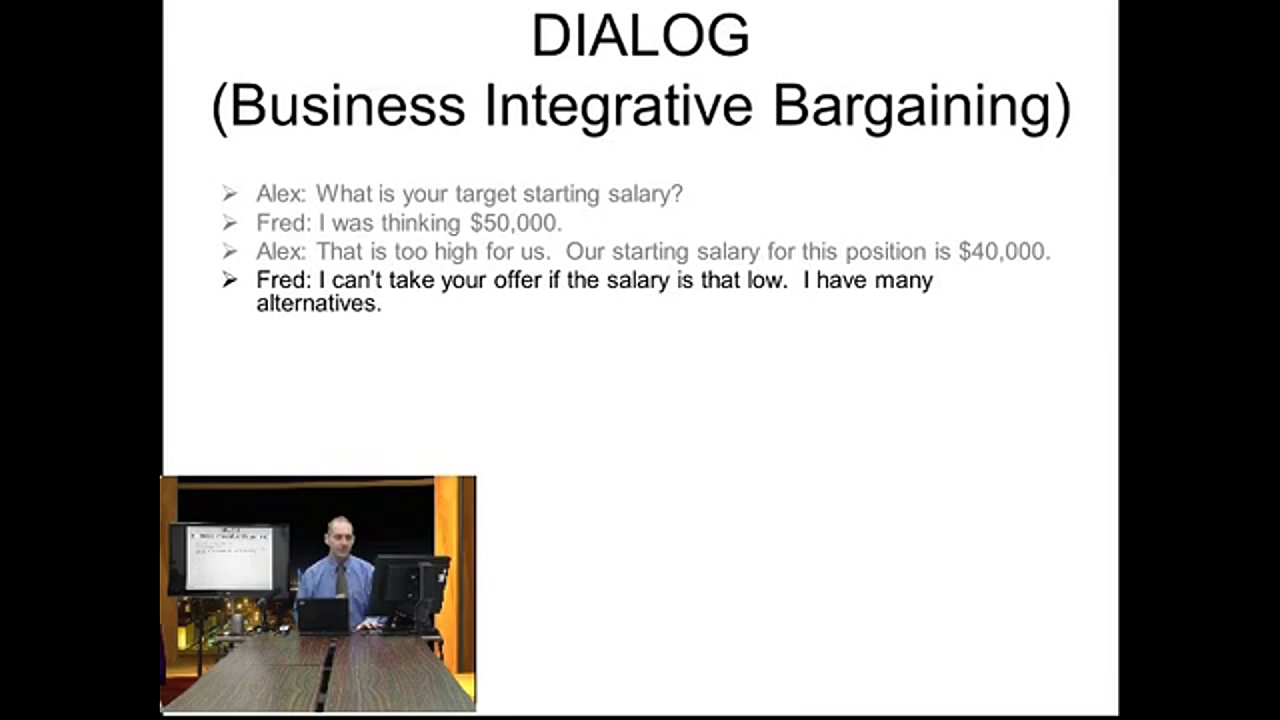 DIALOG
(Business Integrative Bargaining)
➢ Alex: What is your target starting salary?
➢ Fred: I was thinking $50,000.
➢ Alex: That is too high for us. Our starting salary for this position is $40,000.
➢ Fred: I can't take your offer if the salary is that low. I have many
alternatives.